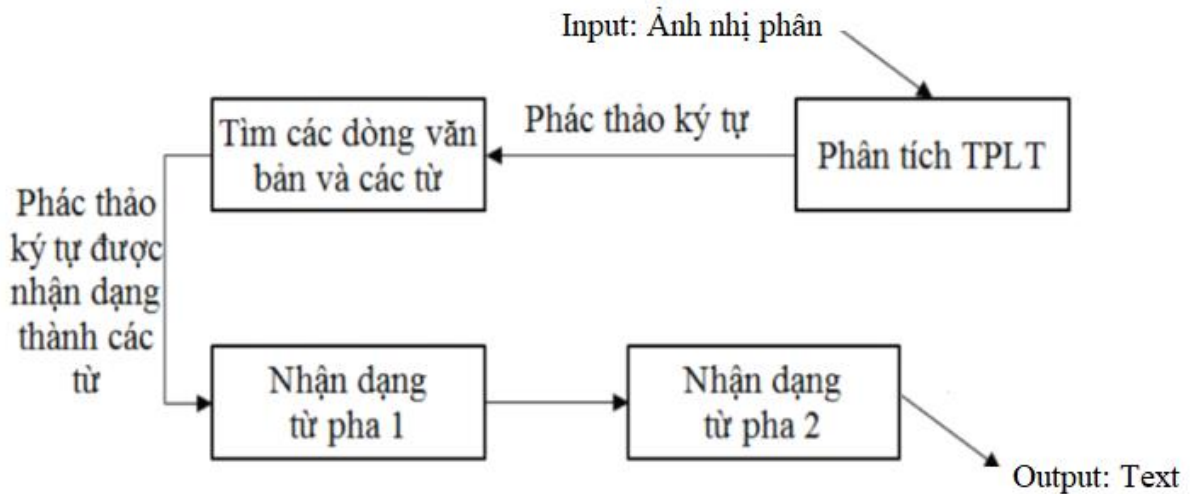 Input: Ảnh nhị phân
Phân tích TPLT
Phác thảo ký tự
Tìm các dòng văn
bản và các từ
Phác thảo
ký tự được
nhận dạng
thành các
từ
Nhận dạng
từ pha 1
Nhận dạng
từ pha 2
Output: Text